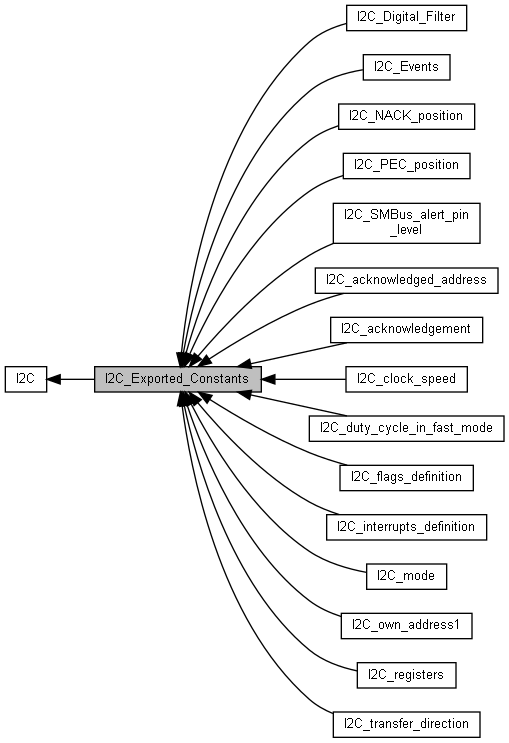 I2C_Digital_Filter
I2C_Events
I2C_NACK_position
I2C_PEC_position
I2C_SMBus_alert_pin
_level
I2C_acknowledged_address
I2C_acknowledgement
I2C
I2C_Exported_Constants
I2C_clock_speed
I2C_duty_cycle_in_fast_mode
I2C_flags_definition
I2C_interrupts_definition
I2C_mode
I2C_own_address1
I2C_registers
I2C_transfer_direction